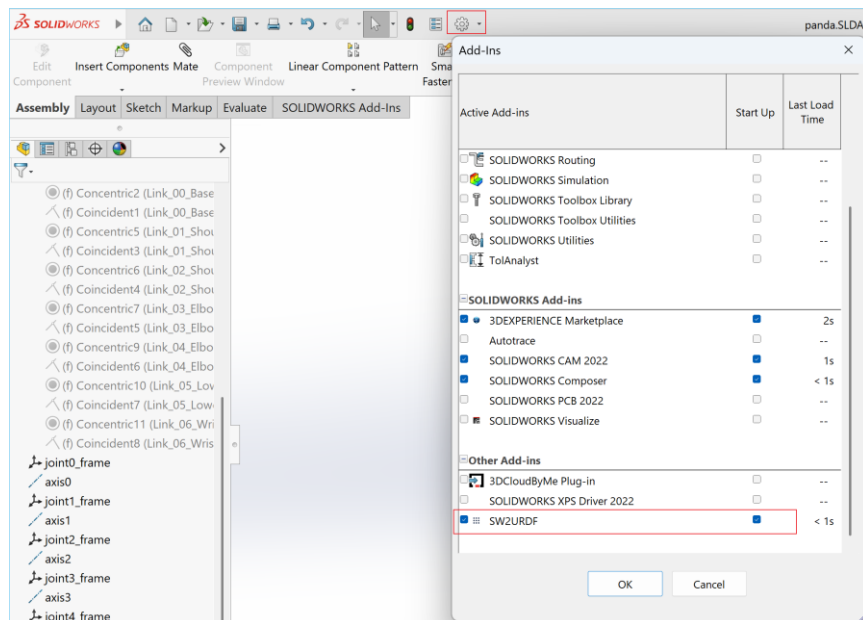 SOLIDWORKS
panda.SLDA
Edit
Component
Insert Components
Mate
Component
Preview Window
Linear Component Pattern
Sma
Faster
Assembly
Layout
Sketch
Markup
Evaluate
SOLIDWORKS Add-Ins
(f) Concentric2 (Link_00_Base
(f) Coincident1 (Link_00_Base
(f) Concentric5 (Link_01_Shou
(f) Coincident3 (Link_01_Shou
(f) Concentric6 (Link_02_Shou
(f) Coincident4 (Link_02_Shou
(f) Concentric7 (Link_03_Elbo
(f) Coincident5 (Link_03_Elbo
(f) Concentric9 (Link_04_Elbo
(f) Coincident6 (Link_04_Elbo
(f) Concentric10 (Link_05_Lov
(f) Coincident7 (Link_05_Low
(f) Concentric11 (Link_06_Wri
(f) Coincident8 (Link_06_Wris
joint0_frame
axis0
joint1_frame
axis1
joint2_frame
axis2
joint3_frame
axis3
joint4_frame
Add-Ins
Active Add-ins
Start Up
Last Load
Time
SOLIDWORKS Routing --
SOLIDWORKS Simulation --
SOLIDWORKS Toolbox Library --
SOLIDWORKS Toolbox Utilities --
SOLIDWORKS Utilities --
TolAnalyst --
SOLIDWORKS Add-ins
3DEXPERIENCE Marketplace 2s
Autotrace --
SOLIDWORKS CAM 2022 1s
SOLIDWORKS Composer < 1s
SOLIDWORKS PCB 2022 --
SOLIDWORKS Visualize --
Other Add-ins
3DCloudByMe Plug-in --
SOLIDWORKS XPS Driver 2022 --
SW2URDF < 1s
OK
Cancel